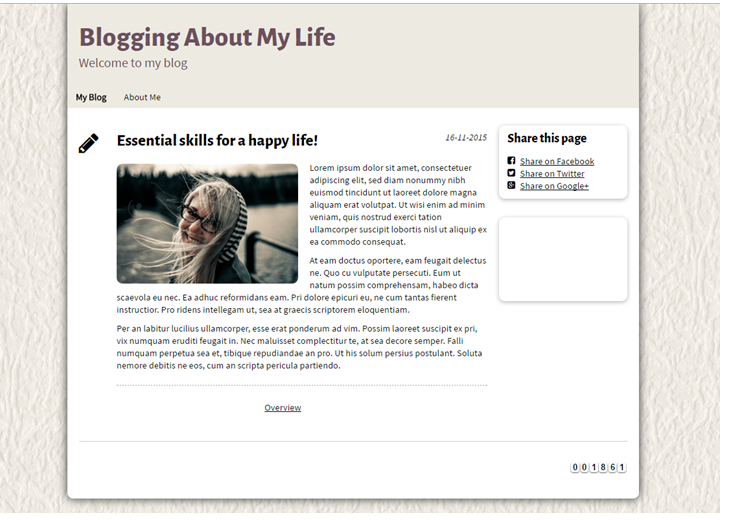 Blogging About My Life
Welcome to my blog
My Blog About Me
Essential skills for a happy life!
16-11-2015
Lorem ipsum dolor sit amet, consectetuer
adipiscing elit, sed diam nonummy nibh
euismod tincidunt ut laoreet dolore magna
aliquam erat volutpat. Ut wisi enim ad minim
veniam, quis nostrud exerci tation
ullamcorper suscipit lobortis nisl ut aliquip ex
ea commodo consequat.
At eam doctus oportere, eam feugait delectus
ne. Quo cu vulputate persecuti. Eum ut
natum possim comprehensam, habeo dicta
scaevola eu nec. Ea adhuc reformidans eam. Pri dolore epicuri eu, ne cum tantas fierent
instructior. Pro ridens intellegam ut, sea at graecis scriptorem eloquentiam.
Per an labitur lucilius ullamcorper, esse erat ponderum ad vim. Possim laoreet suscipit ex pri,
vix numquam eruditi feugait in. Nec maluisset complectitur te, at sea decore semper. Falli
numquam perpetua sea et, tibique repudiandae an pro. Ut his solum persius postulant. Soluta
nemore debitis ne eos, cum an scripta pericula partiendo.
Overview
Share this page
Share on Facebook
Share on Twitter
Share on Google+
001861